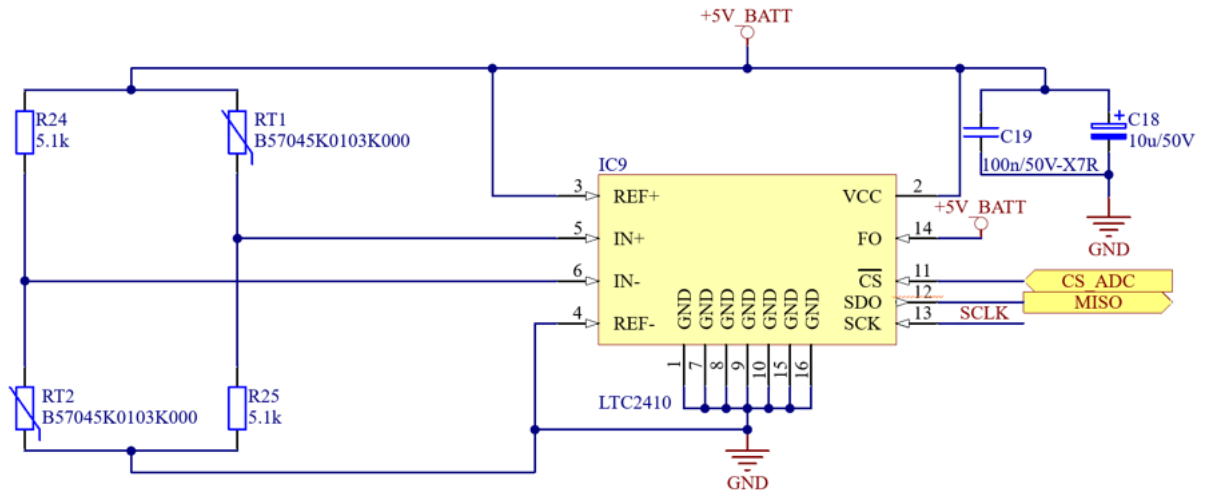 +5V_BATT
R24
5.1k
RT1
B57045K0103K000
C19
100n/50V-X7R
C18
10u/50V
IC9
3 REF+ VCC 2
+5V_BATT
5 IN+ FO 14
GND
6 IN- CS 11 CS_ADC
SDO 12 MISO
4 REF- SCK 13 SCLK
GND GND GND GND GND GND GND
1 7 8 9 10 15 16
LTC2410
RT2
B57045K0103K000
R25
5.1k
GND